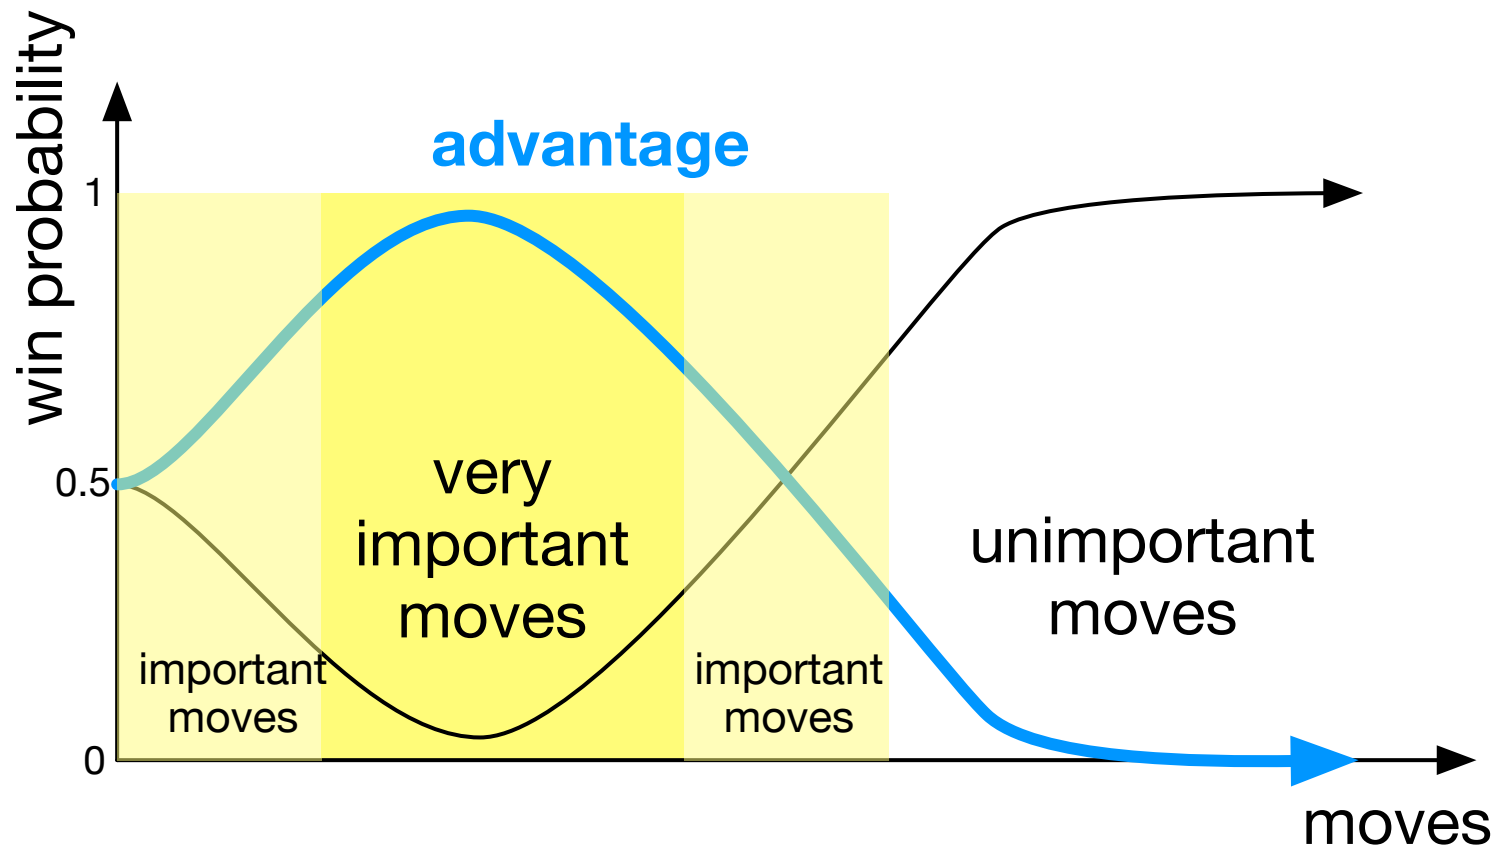 win probability
advantage
1
0.5
0
very
important
moves
important
moves
important
moves
unimportant
moves
moves